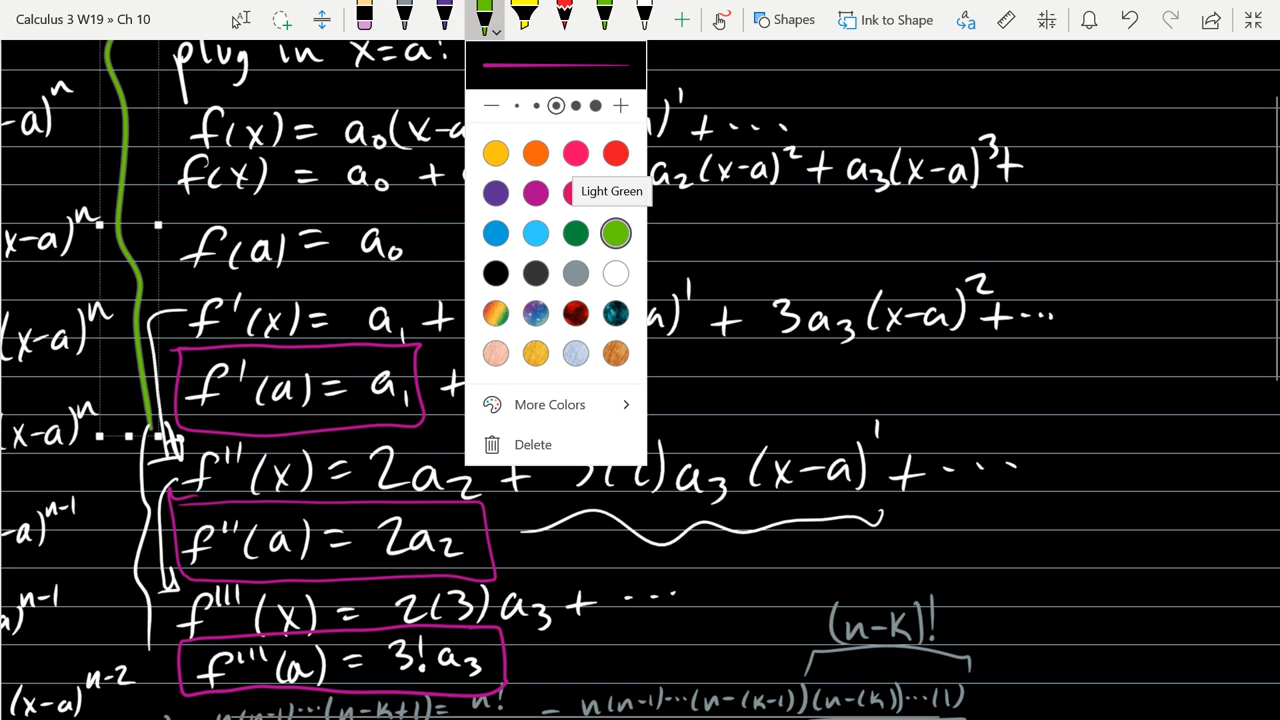 Calculus 3 W19 » Ch 10
Shapes
Ink to Shape
plug in x=a:
-a)^n
f(x) = a₀(x-a )' + ⋯
f(x) = a₀ + a₂(x-a)² + a₃(x-a)³+
Light Green
x-a)^n
f(a) = a₀
(x-a)^n
f'(x) = a₁ + a)' + 3a₃(x-a)² + ⋯
f'(a) = a₁ +
More Colors
(x-a)^n
Delete
f''(x) = 2a₂ + a₃(x-a)' + ⋯
-a)^n-1
f''(a) = 2a₂
)^n-1
f'''(x) = 2(3)a₃ + ⋯
(n-k)!
f'''(a) = 3! a₃
(x-a)^n-2
n(n-1)⋯(n-k+1) = n! = n(n-1)⋯(n-(k-1))(n-(k)⋯(1)